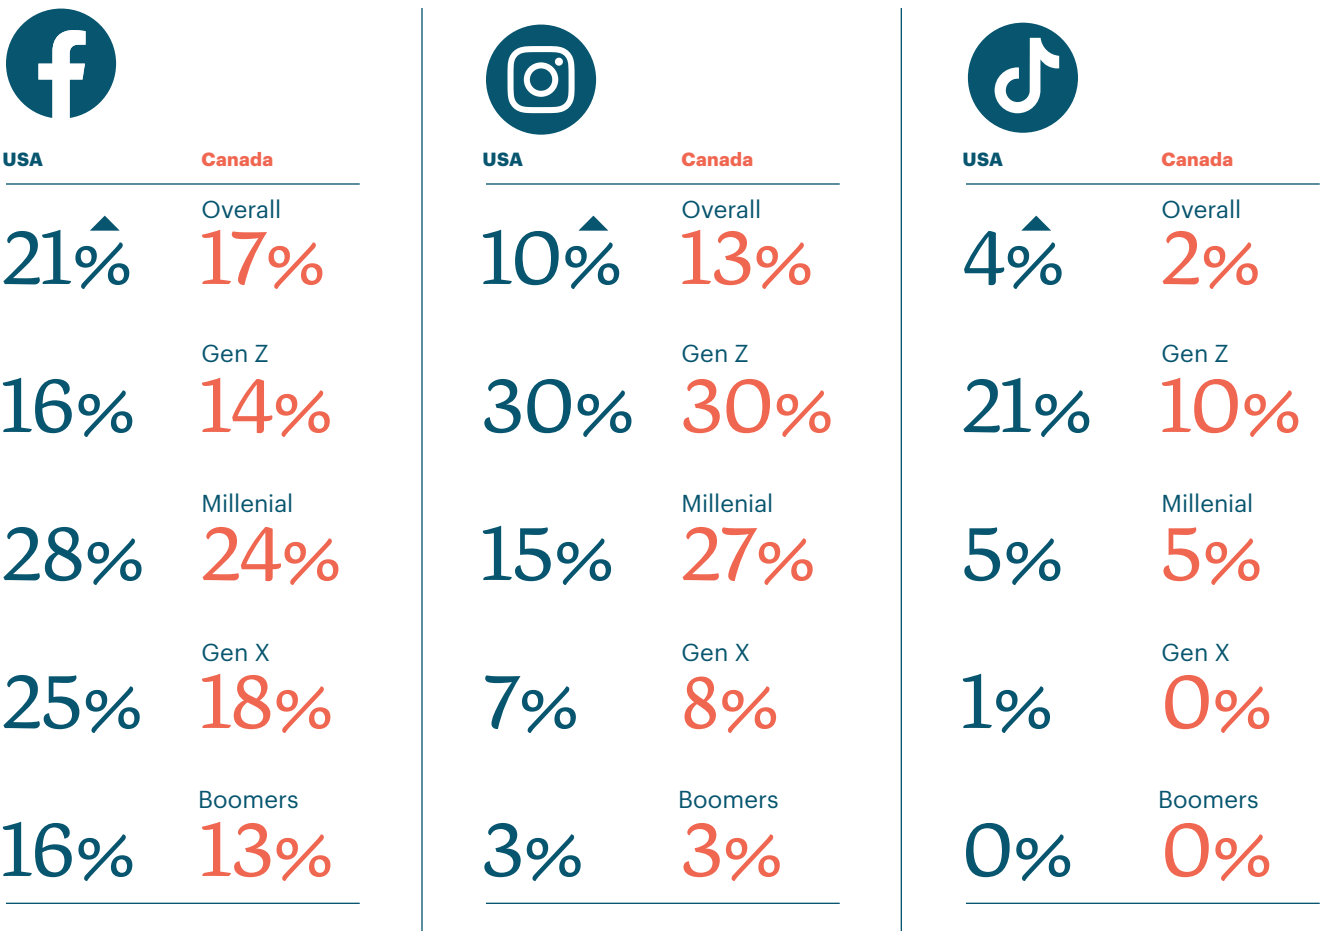 USA Canada
Overall
21% 17%
Gen Z
16% 14%
Millenial
28% 24%
Gen X
25% 18%
Boomers
16% 13%
USA Canada
Overall
10% 13%
Gen Z
30% 30%
Millenial
15% 27%
Gen X
7% 8%
Boomers
3% 3%
USA Canada
Overall
4% 2%
Gen Z
21% 10%
Millenial
5% 5%
Gen X
1% 0%
Boomers
0% 0%